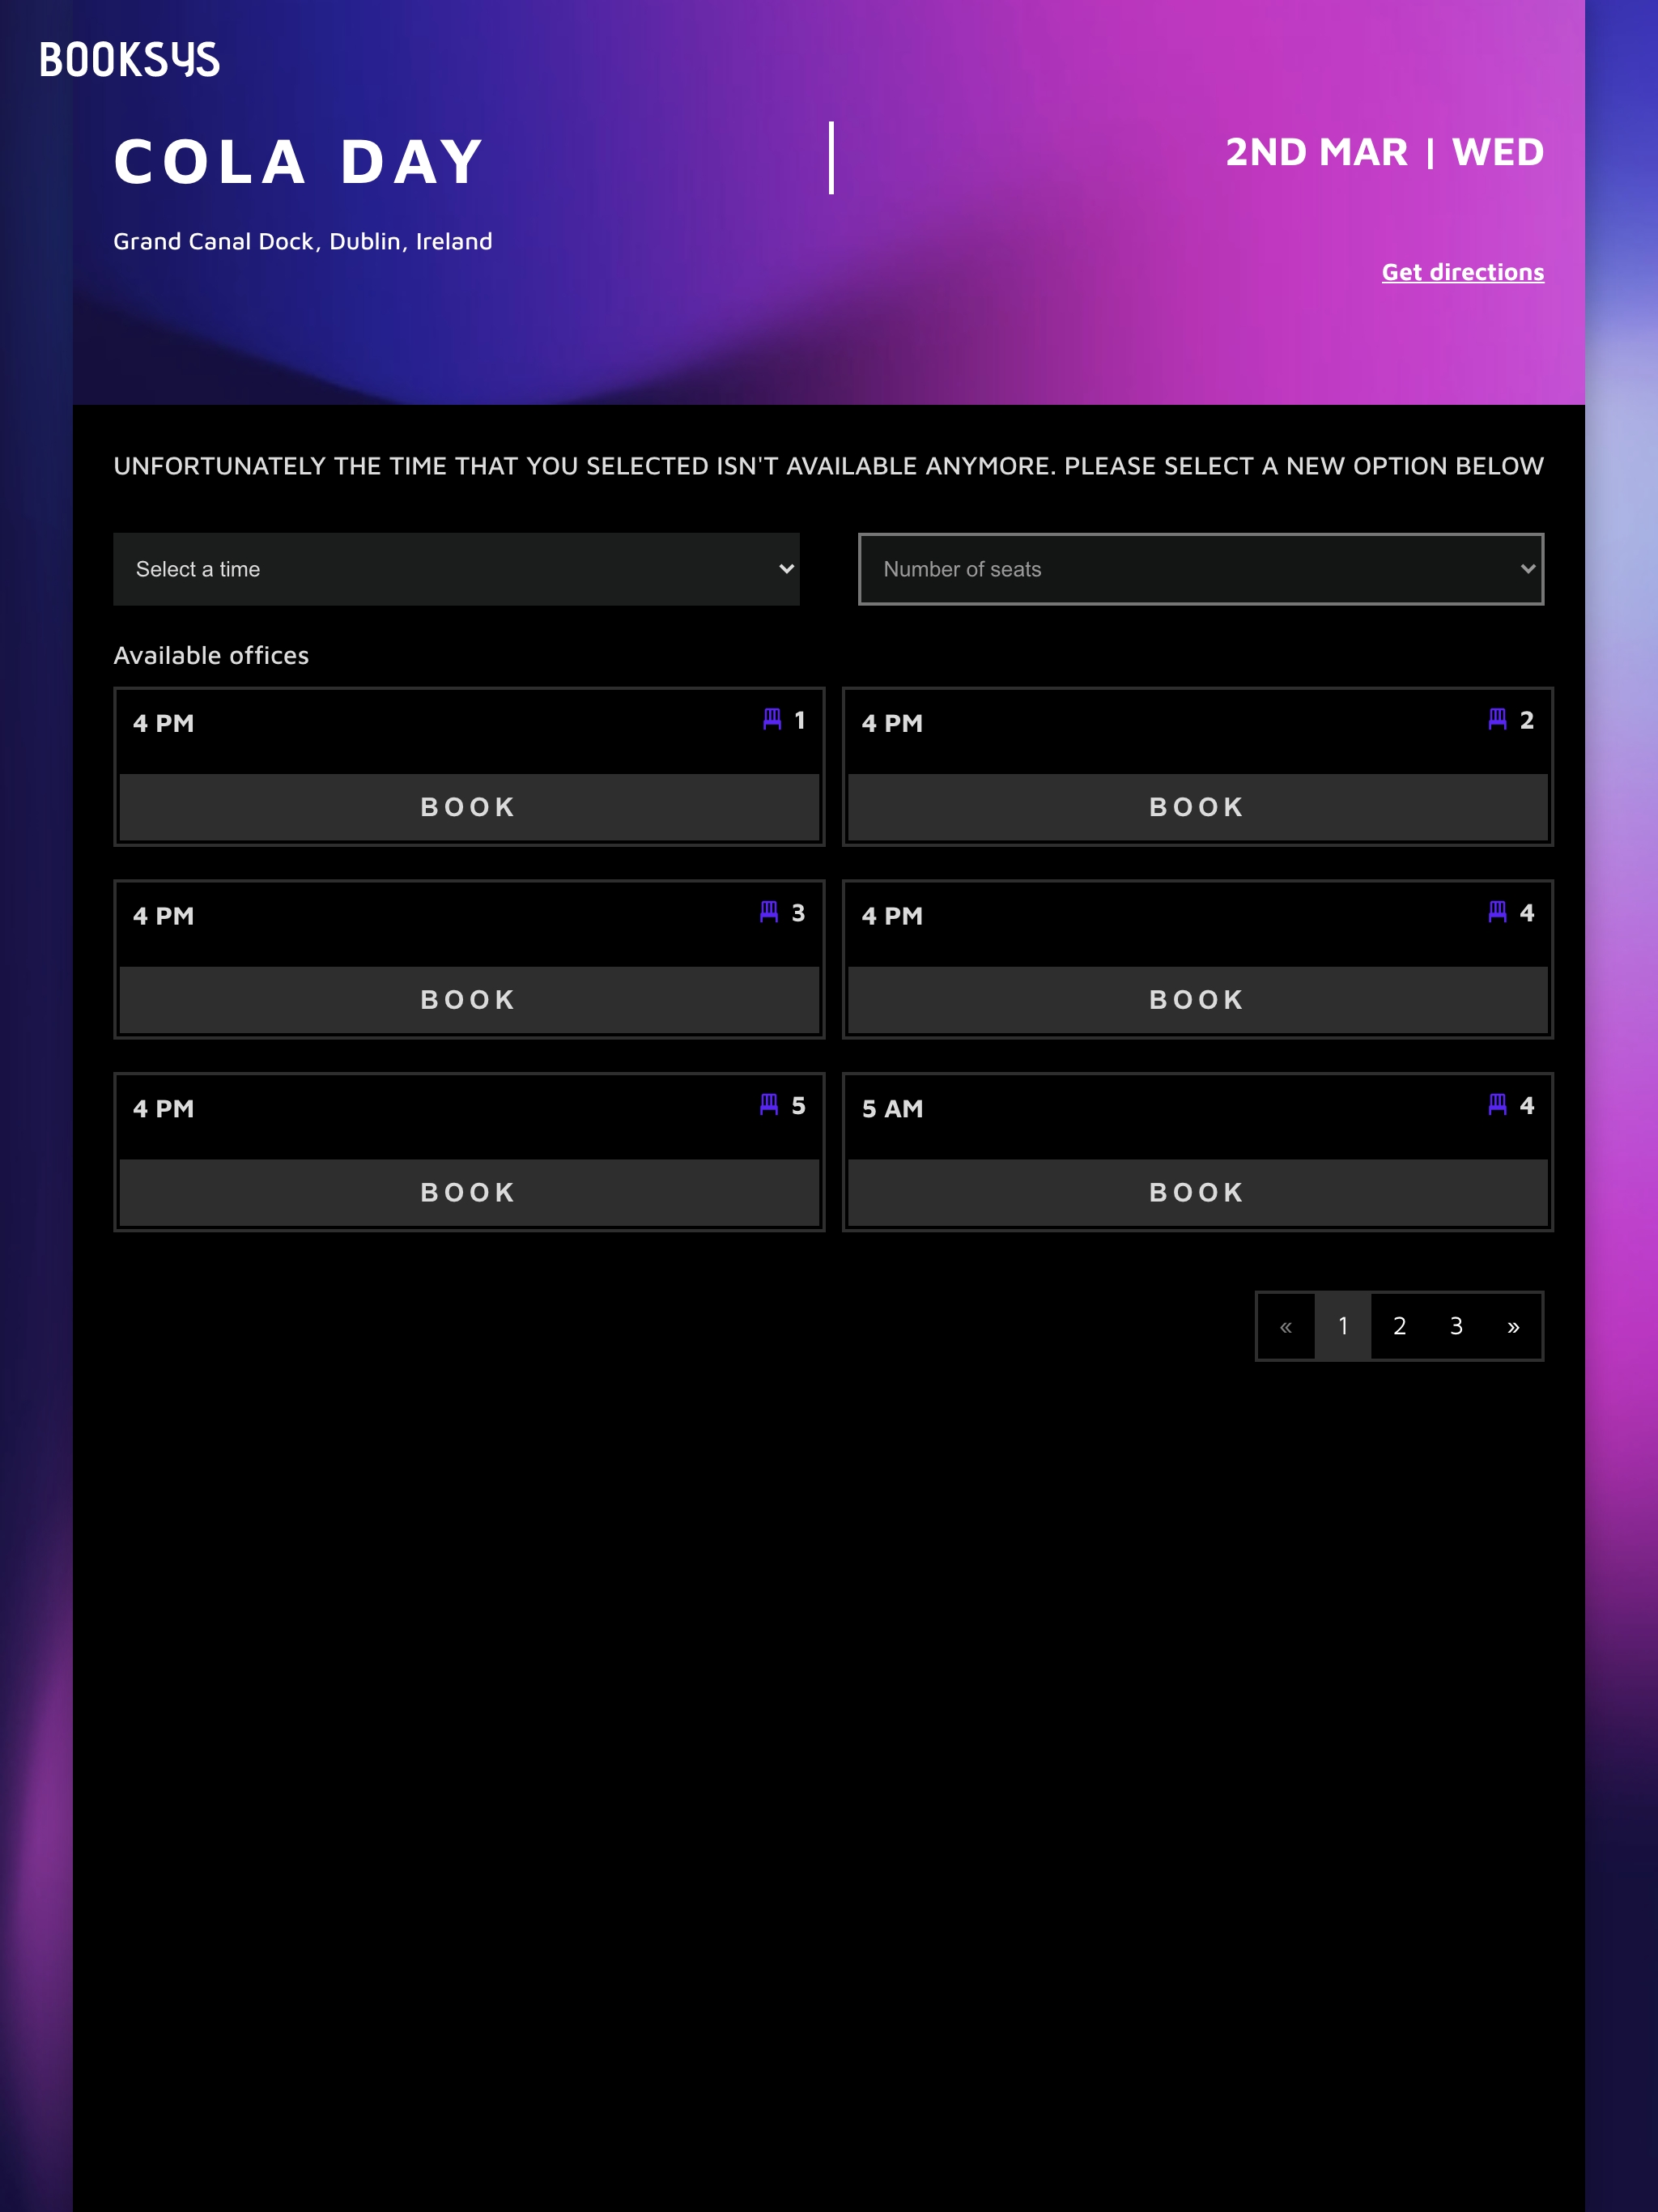 BOOKSYS
COLA DAY
2ND MAR | WED
Grand Canal Dock, Dublin, Ireland
Get directions
UNFORTUNATELY THE TIME THAT YOU SELECTED ISN'T AVAILABLE ANYMORE. PLEASE SELECT A NEW OPTION BELOW
Select a time
Number of seats
Available offices
4 PM 1
BOOK
4 PM 2
BOOK
4 PM 3
BOOK
4 PM 4
BOOK
4 PM 5
BOOK
5 AM 4
BOOK
« 1 2 3 »